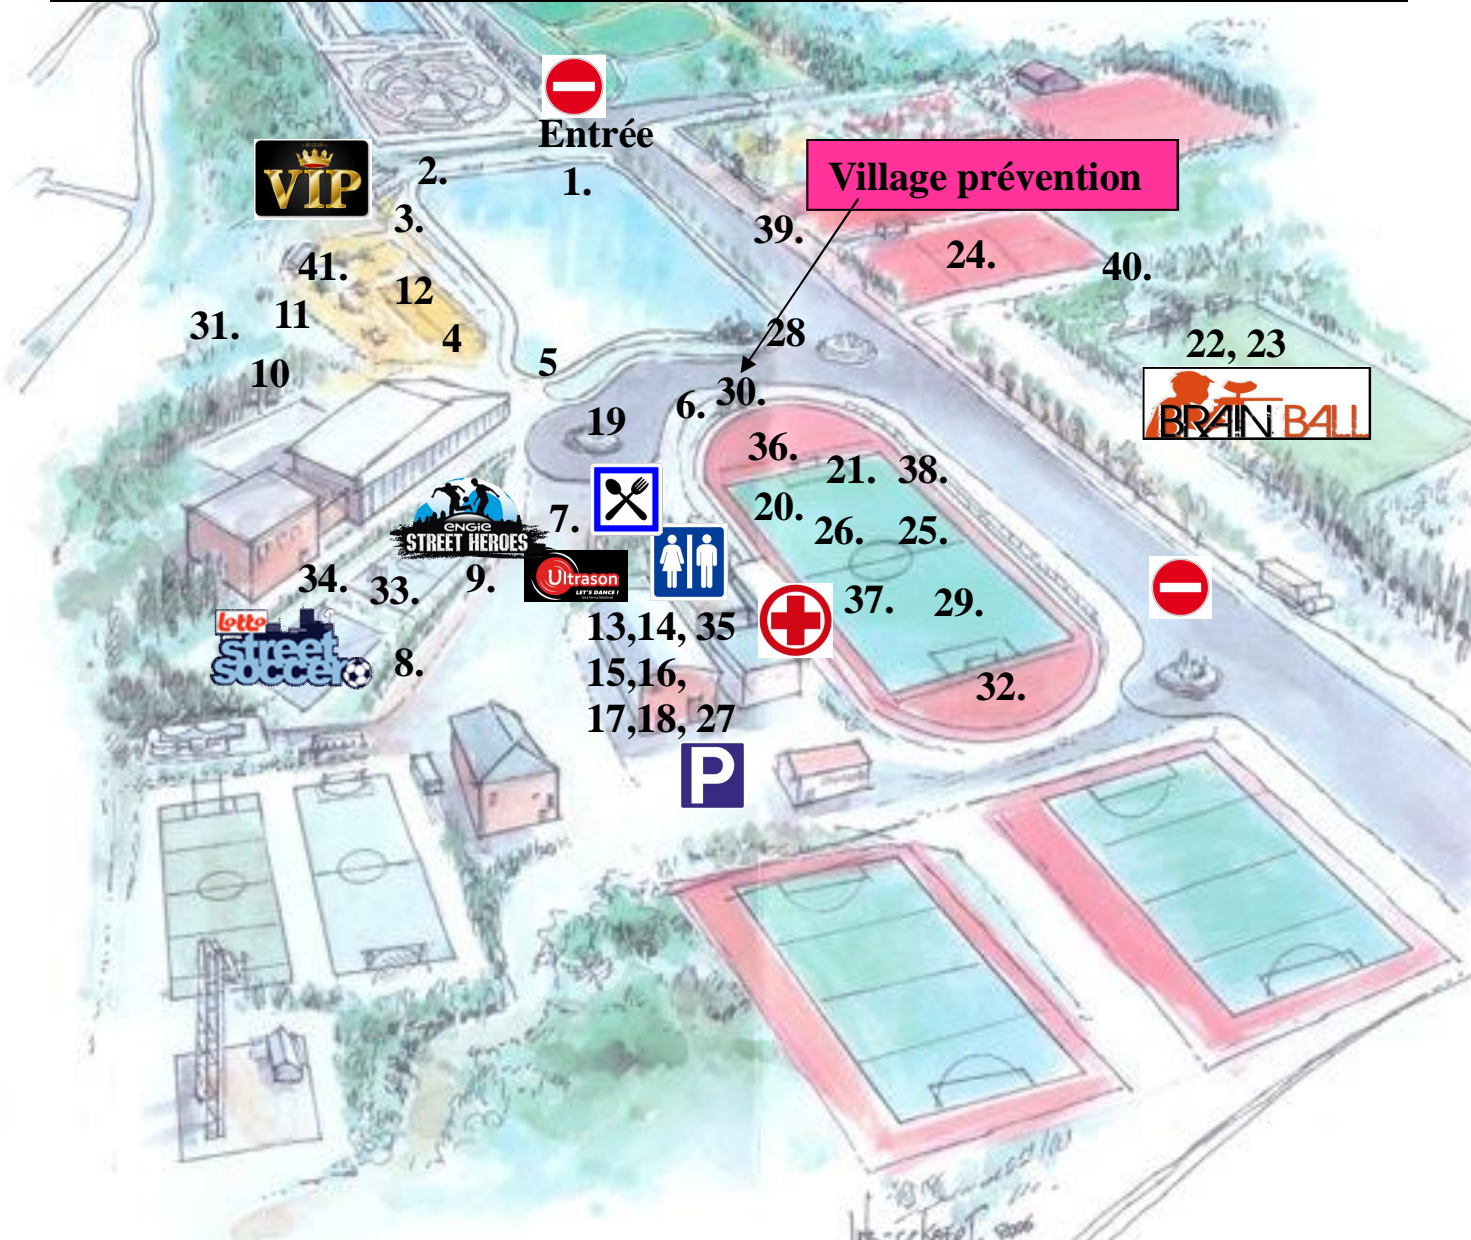 Entrée
1.
VIP
2.
Village prévention
3.
39.
24.
40.
41.
12
11
31.
4
28
22, 23
5
10
30.
6.
19
BRAIN BALL
36.
21. 38.
20.
26. 25.
7.
ENGIE
STREET HEROES
Ultrason
LET'S DANCE !
34. 33. 9.
37. 29.
Lotto
street
soccer
8.
13,14, 35
15,16,
17,18, 27
32.
P
2006